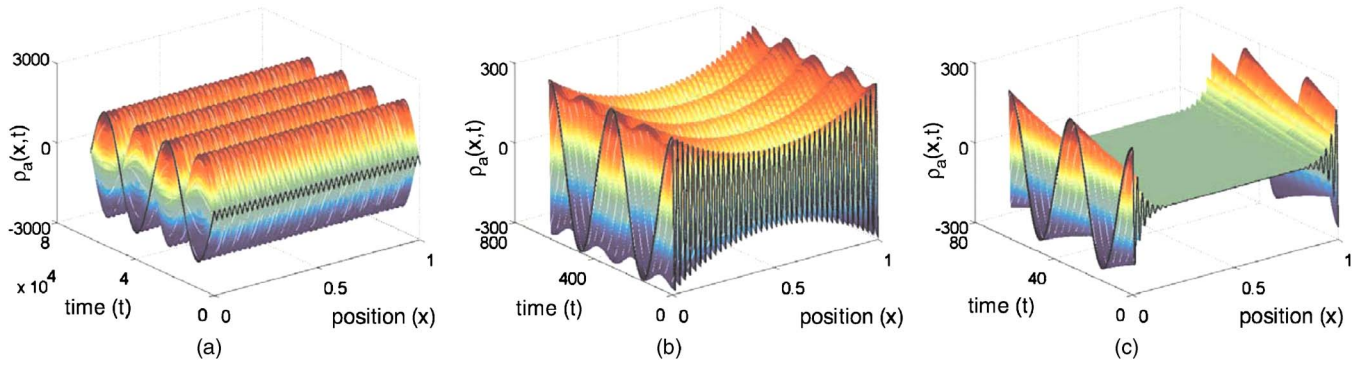 3000
0
-3000
8
4
0
x 10⁴
0
0.5
1
ρₐ(x,t)
time (t)
position (x)
(a)
300
0
-300
800
400
0
0
0.5
1
ρₐ(x,t)
time (t)
position (x)
(b)
300
0
-300
80
40
0
0
0.5
1
ρₐ(x,t)
time (t)
position (x)
(c)